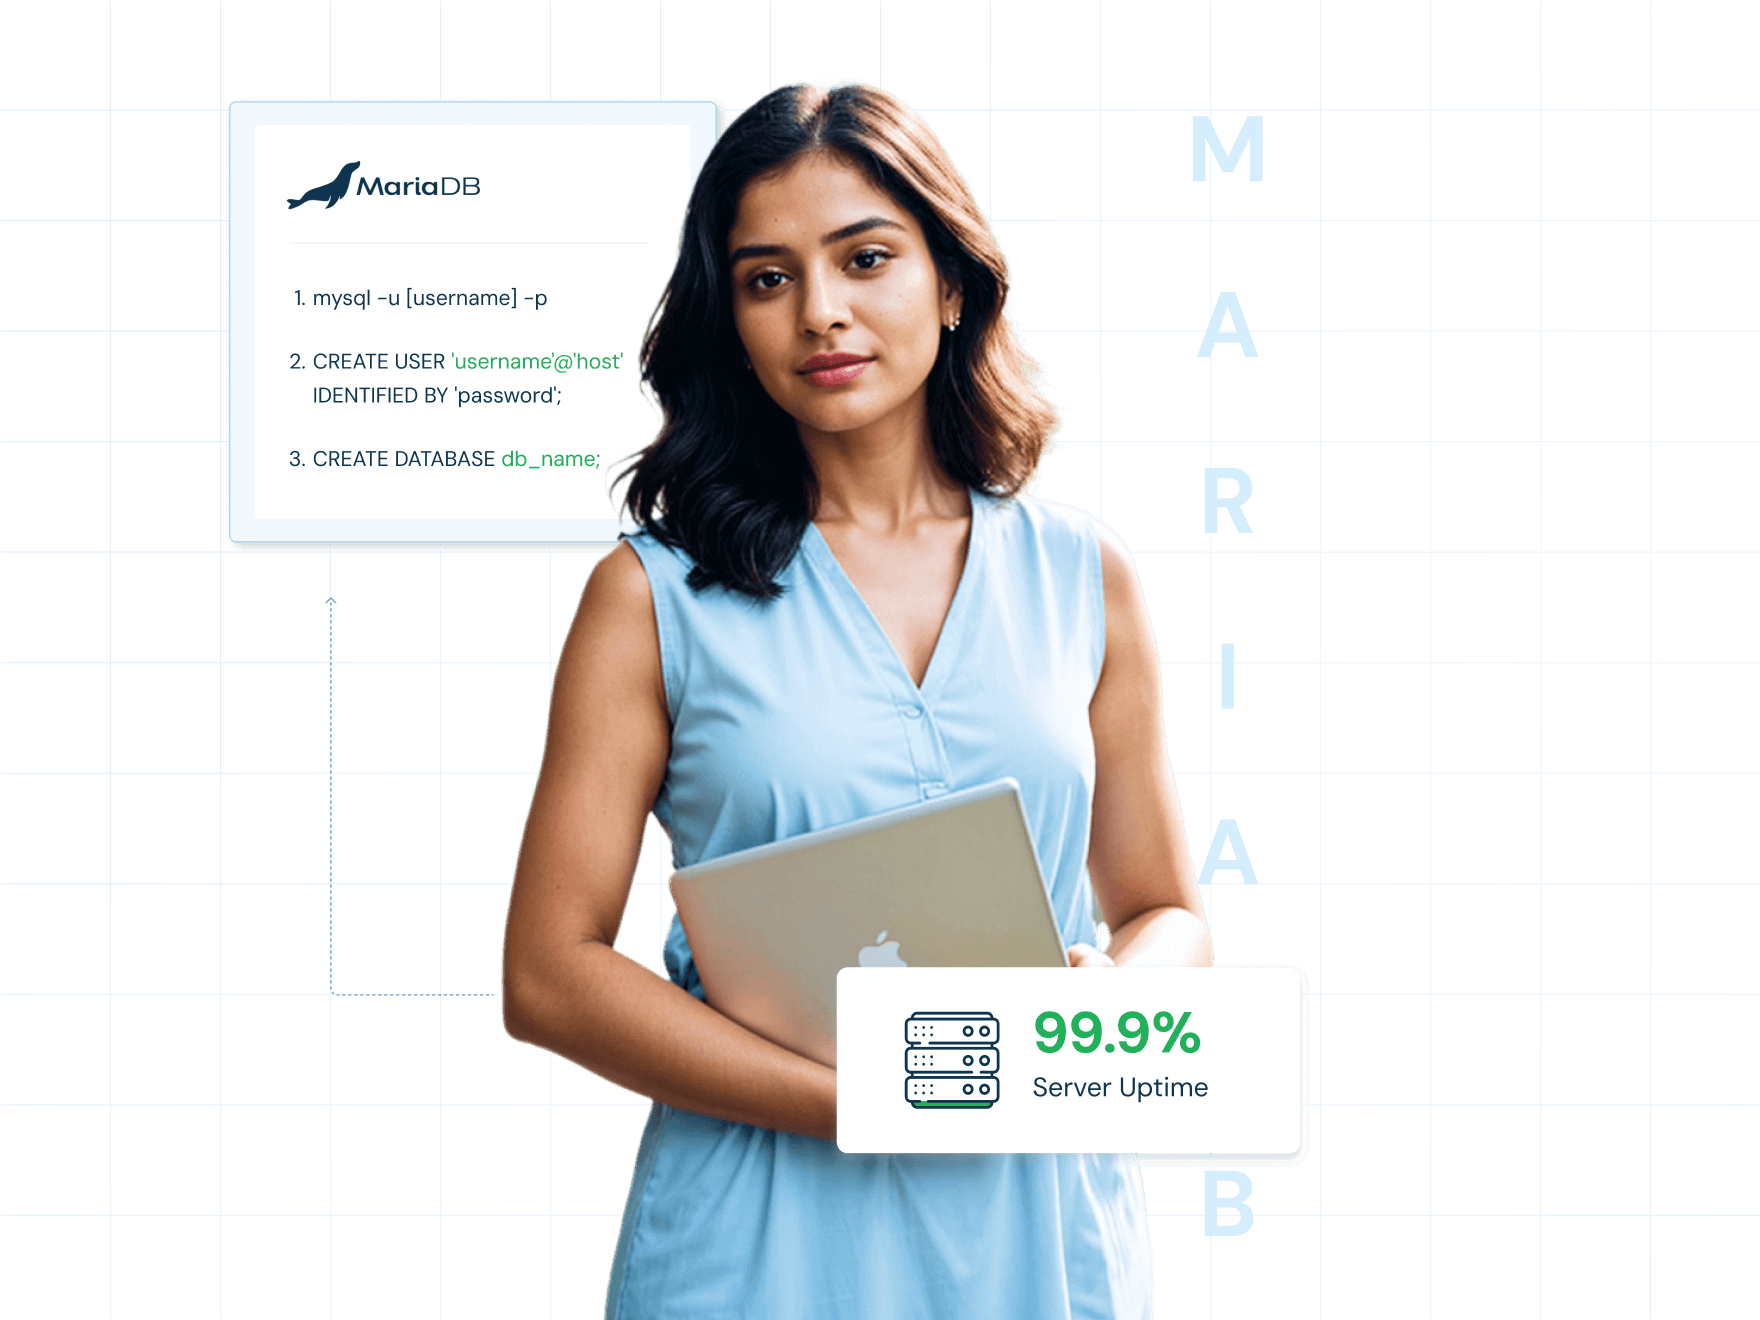 MariaDB
1. mysql -u [username] -p
2. CREATE USER 'username'@'host'
IDENTIFIED BY 'password';
3. CREATE DATABASE db_name;
M
A
R
I
A
B
99.9%
Server Uptime